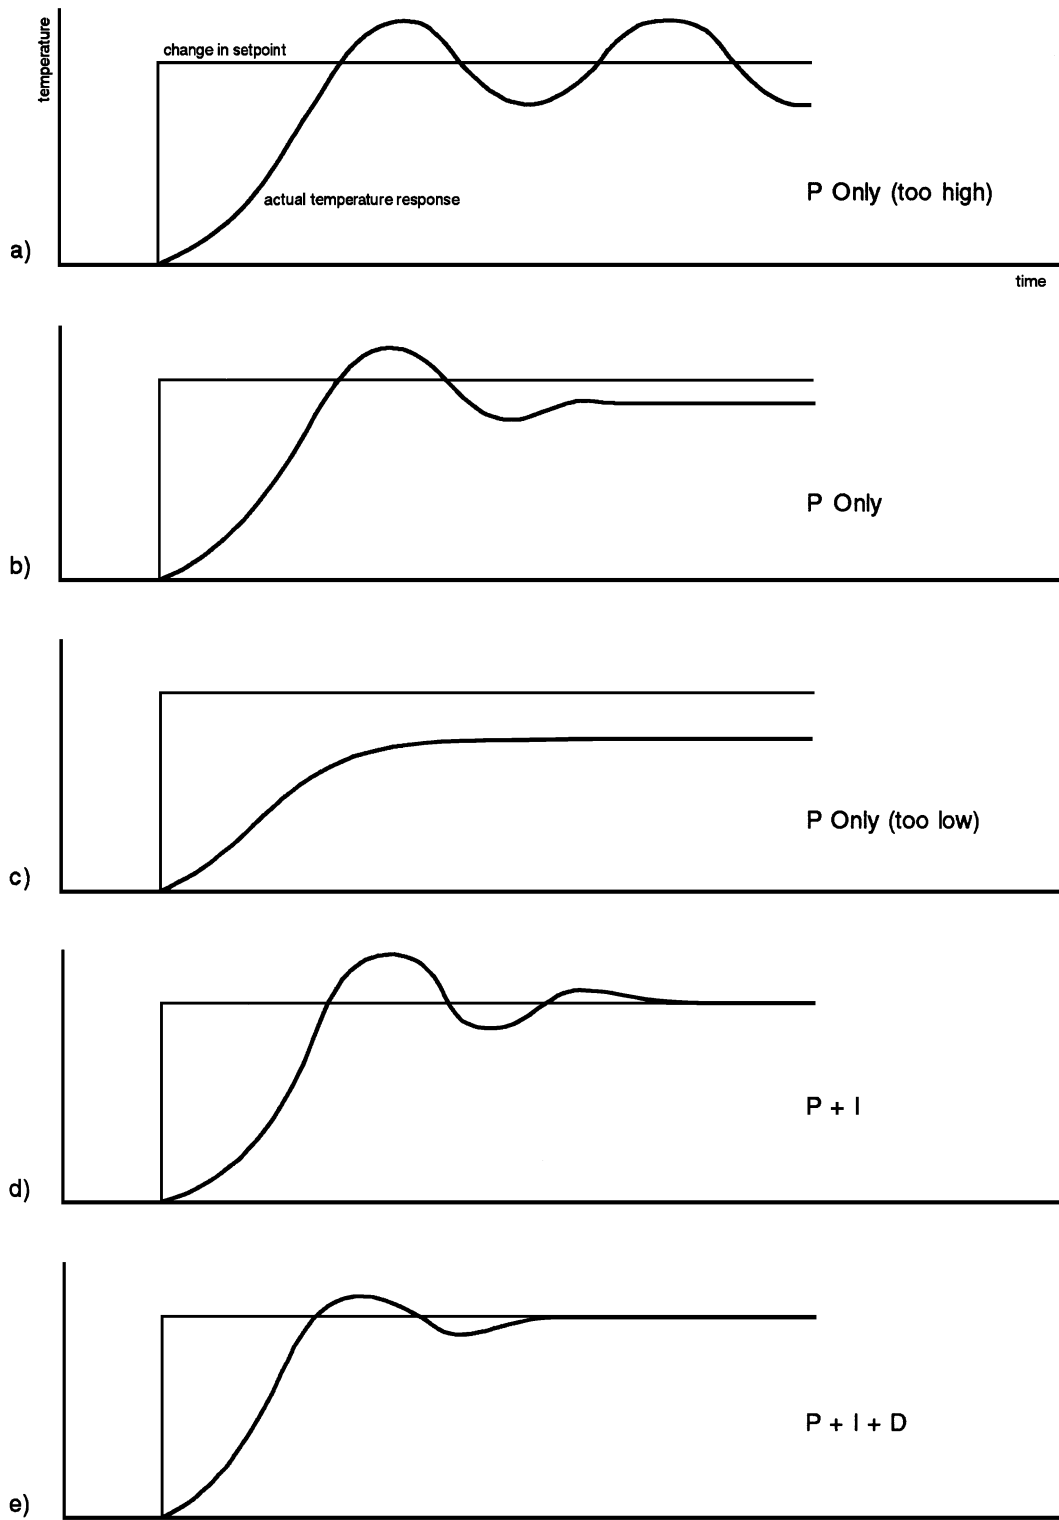 temperature
change in setpoint
actual temperature response
P Only (too high)
a)
time
P Only
b)
P Only (too low)
c)
P + I
d)
P + I + D
e)